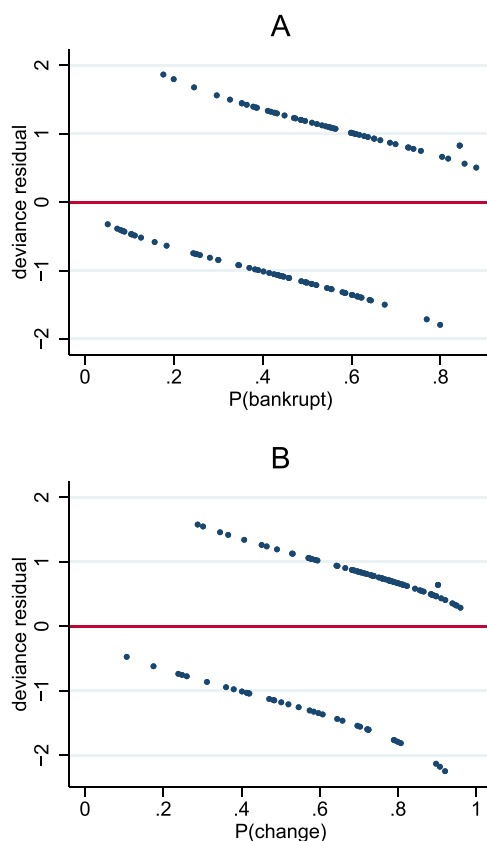 A
2
1
0
−1
−2
deviance residual
0 .2 .4 .6 .8
P(bankrupt)
B
2
1
0
−1
−2
deviance residual
0 .2 .4 .6 .8 1
P(change)